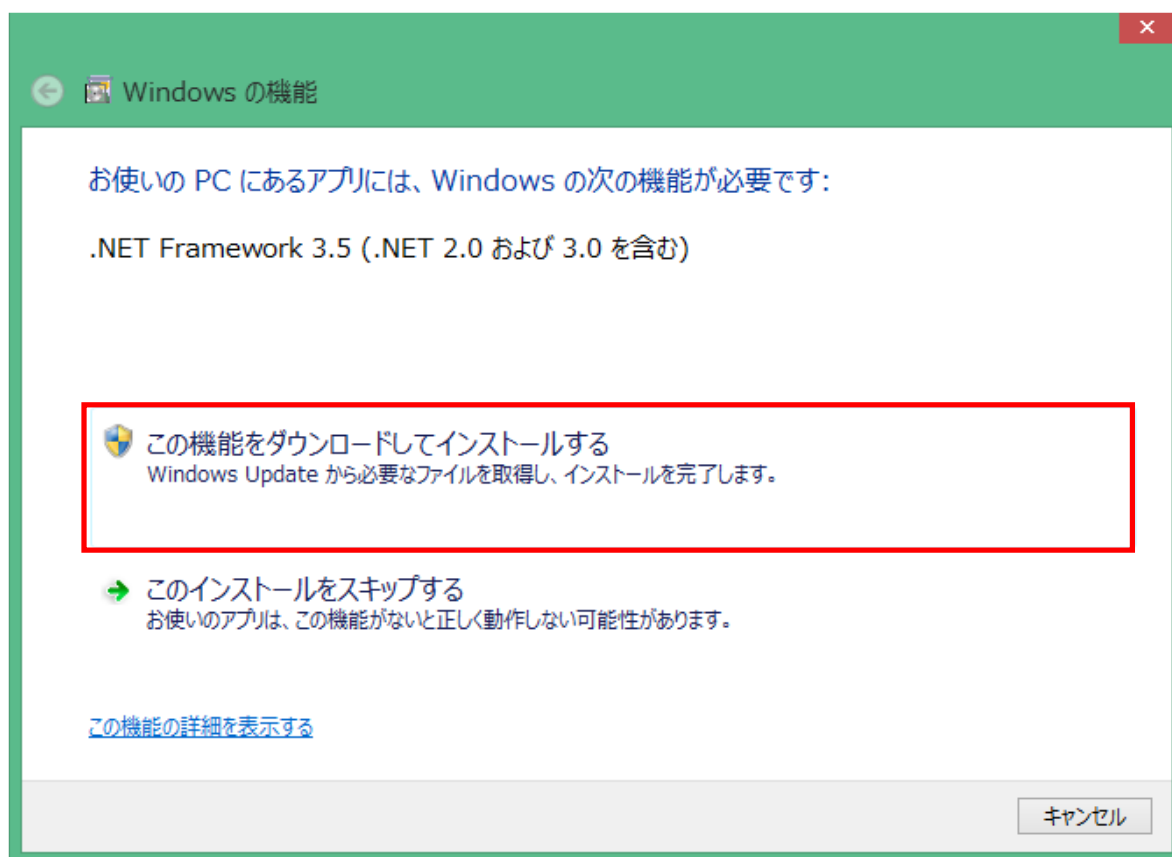 Windows の機能
お使いの PC にあるアプリには、Windows の次の機能が必要です:
.NET Framework 3.5 (.NET 2.0 および 3.0 を含む)
この機能をダウンロードしてインストールする
Windows Update から必要なファイルを取得し、インストールを完了します。
このインストールをスキップする
お使いのアプリは、この機能がないと正しく動作しない可能性があります。
この機能の詳細を表示する
キャンセル